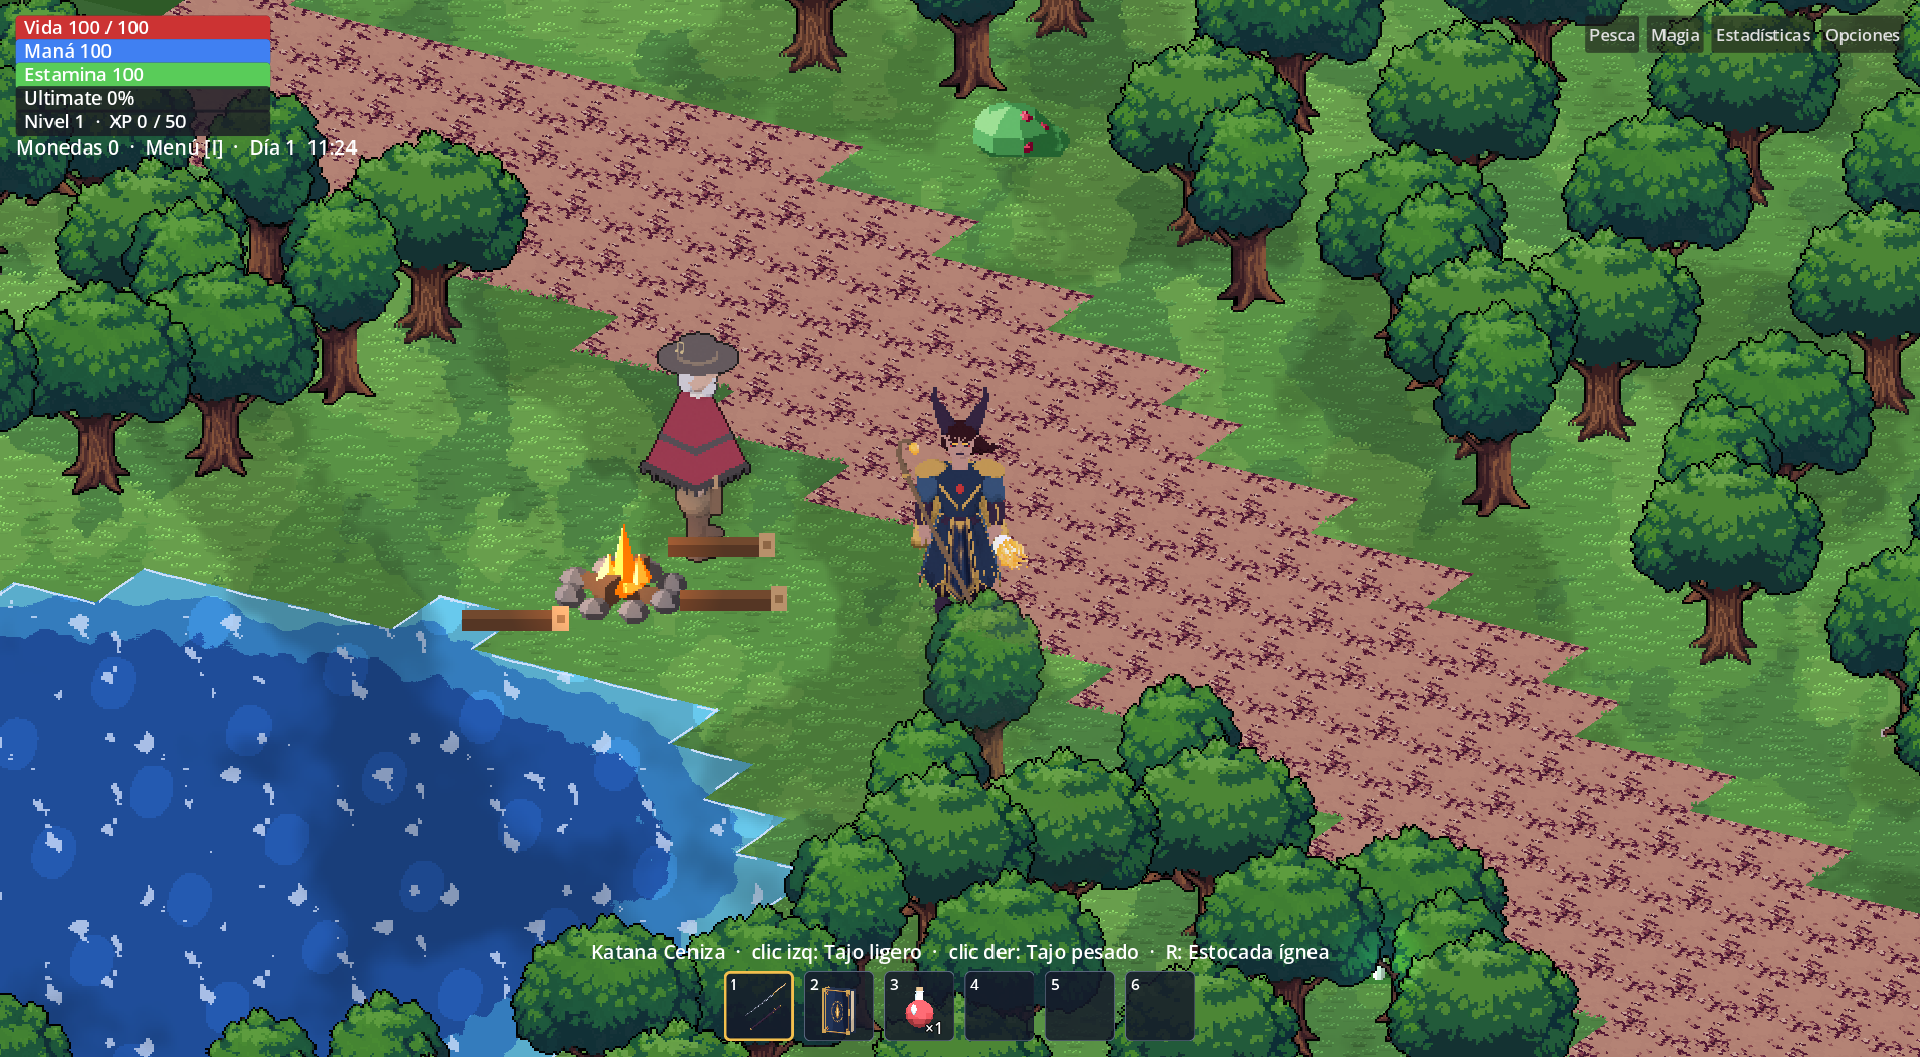 Vida 100 / 100
Maná 100
Estamina 100
Ultimate 0%
Nivel 1 · XP 0 / 50
Monedas 0 · Menú [I] · Día 1 11:24
Pesca Magia Estadísticas Opciones
Katana Ceniza · clic izq: Tajo ligero · clic der: Tajo pesado · R: Estocada ígnea
1 2 3 4 5 6
×1